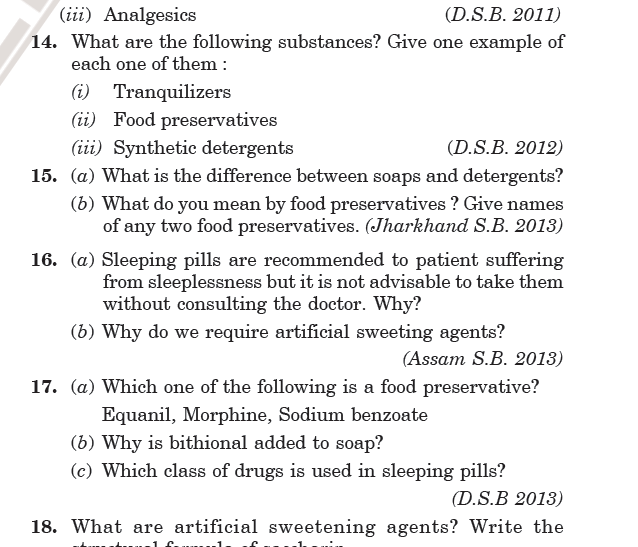 (iii) Analgesics (D.S.B. 2011)
14. What are the following substances? Give one example of
each one of them :
(i) Tranquilizers
(ii) Food preservatives
(iii) Synthetic detergents (D.S.B. 2012)
15. (a) What is the difference between soaps and detergents?
(b) What do you mean by food preservatives ? Give names
of any two food preservatives. (Jharkhand S.B. 2013)
16. (a) Sleeping pills are recommended to patient suffering
from sleeplessness but it is not advisable to take them
without consulting the doctor. Why?
(b) Why do we require artificial sweeting agents?
(Assam S.B. 2013)
17. (a) Which one of the following is a food preservative?
Equanil, Morphine, Sodium benzoate
(b) Why is bithional added to soap?
(c) Which class of drugs is used in sleeping pills?
(D.S.B 2013)
18. What are artificial sweetening agents? Write the
structural formula of saccharin